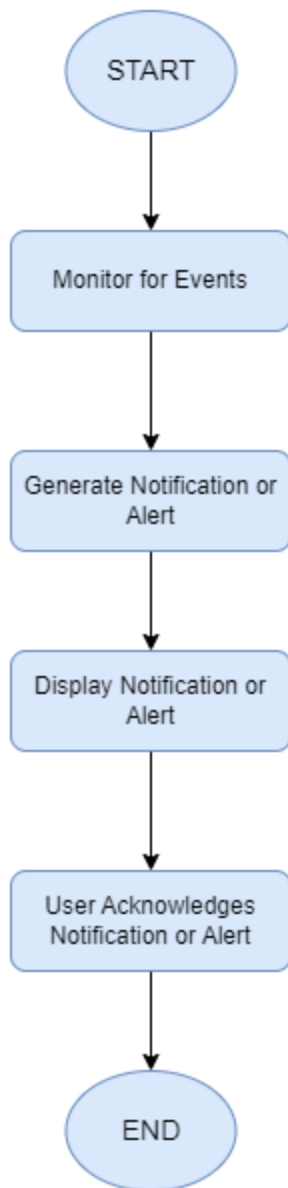 START
Monitor for Events
Generate Notification or
Alert
Display Notification or
Alert
User Acknowledges
Notification or Alert
END